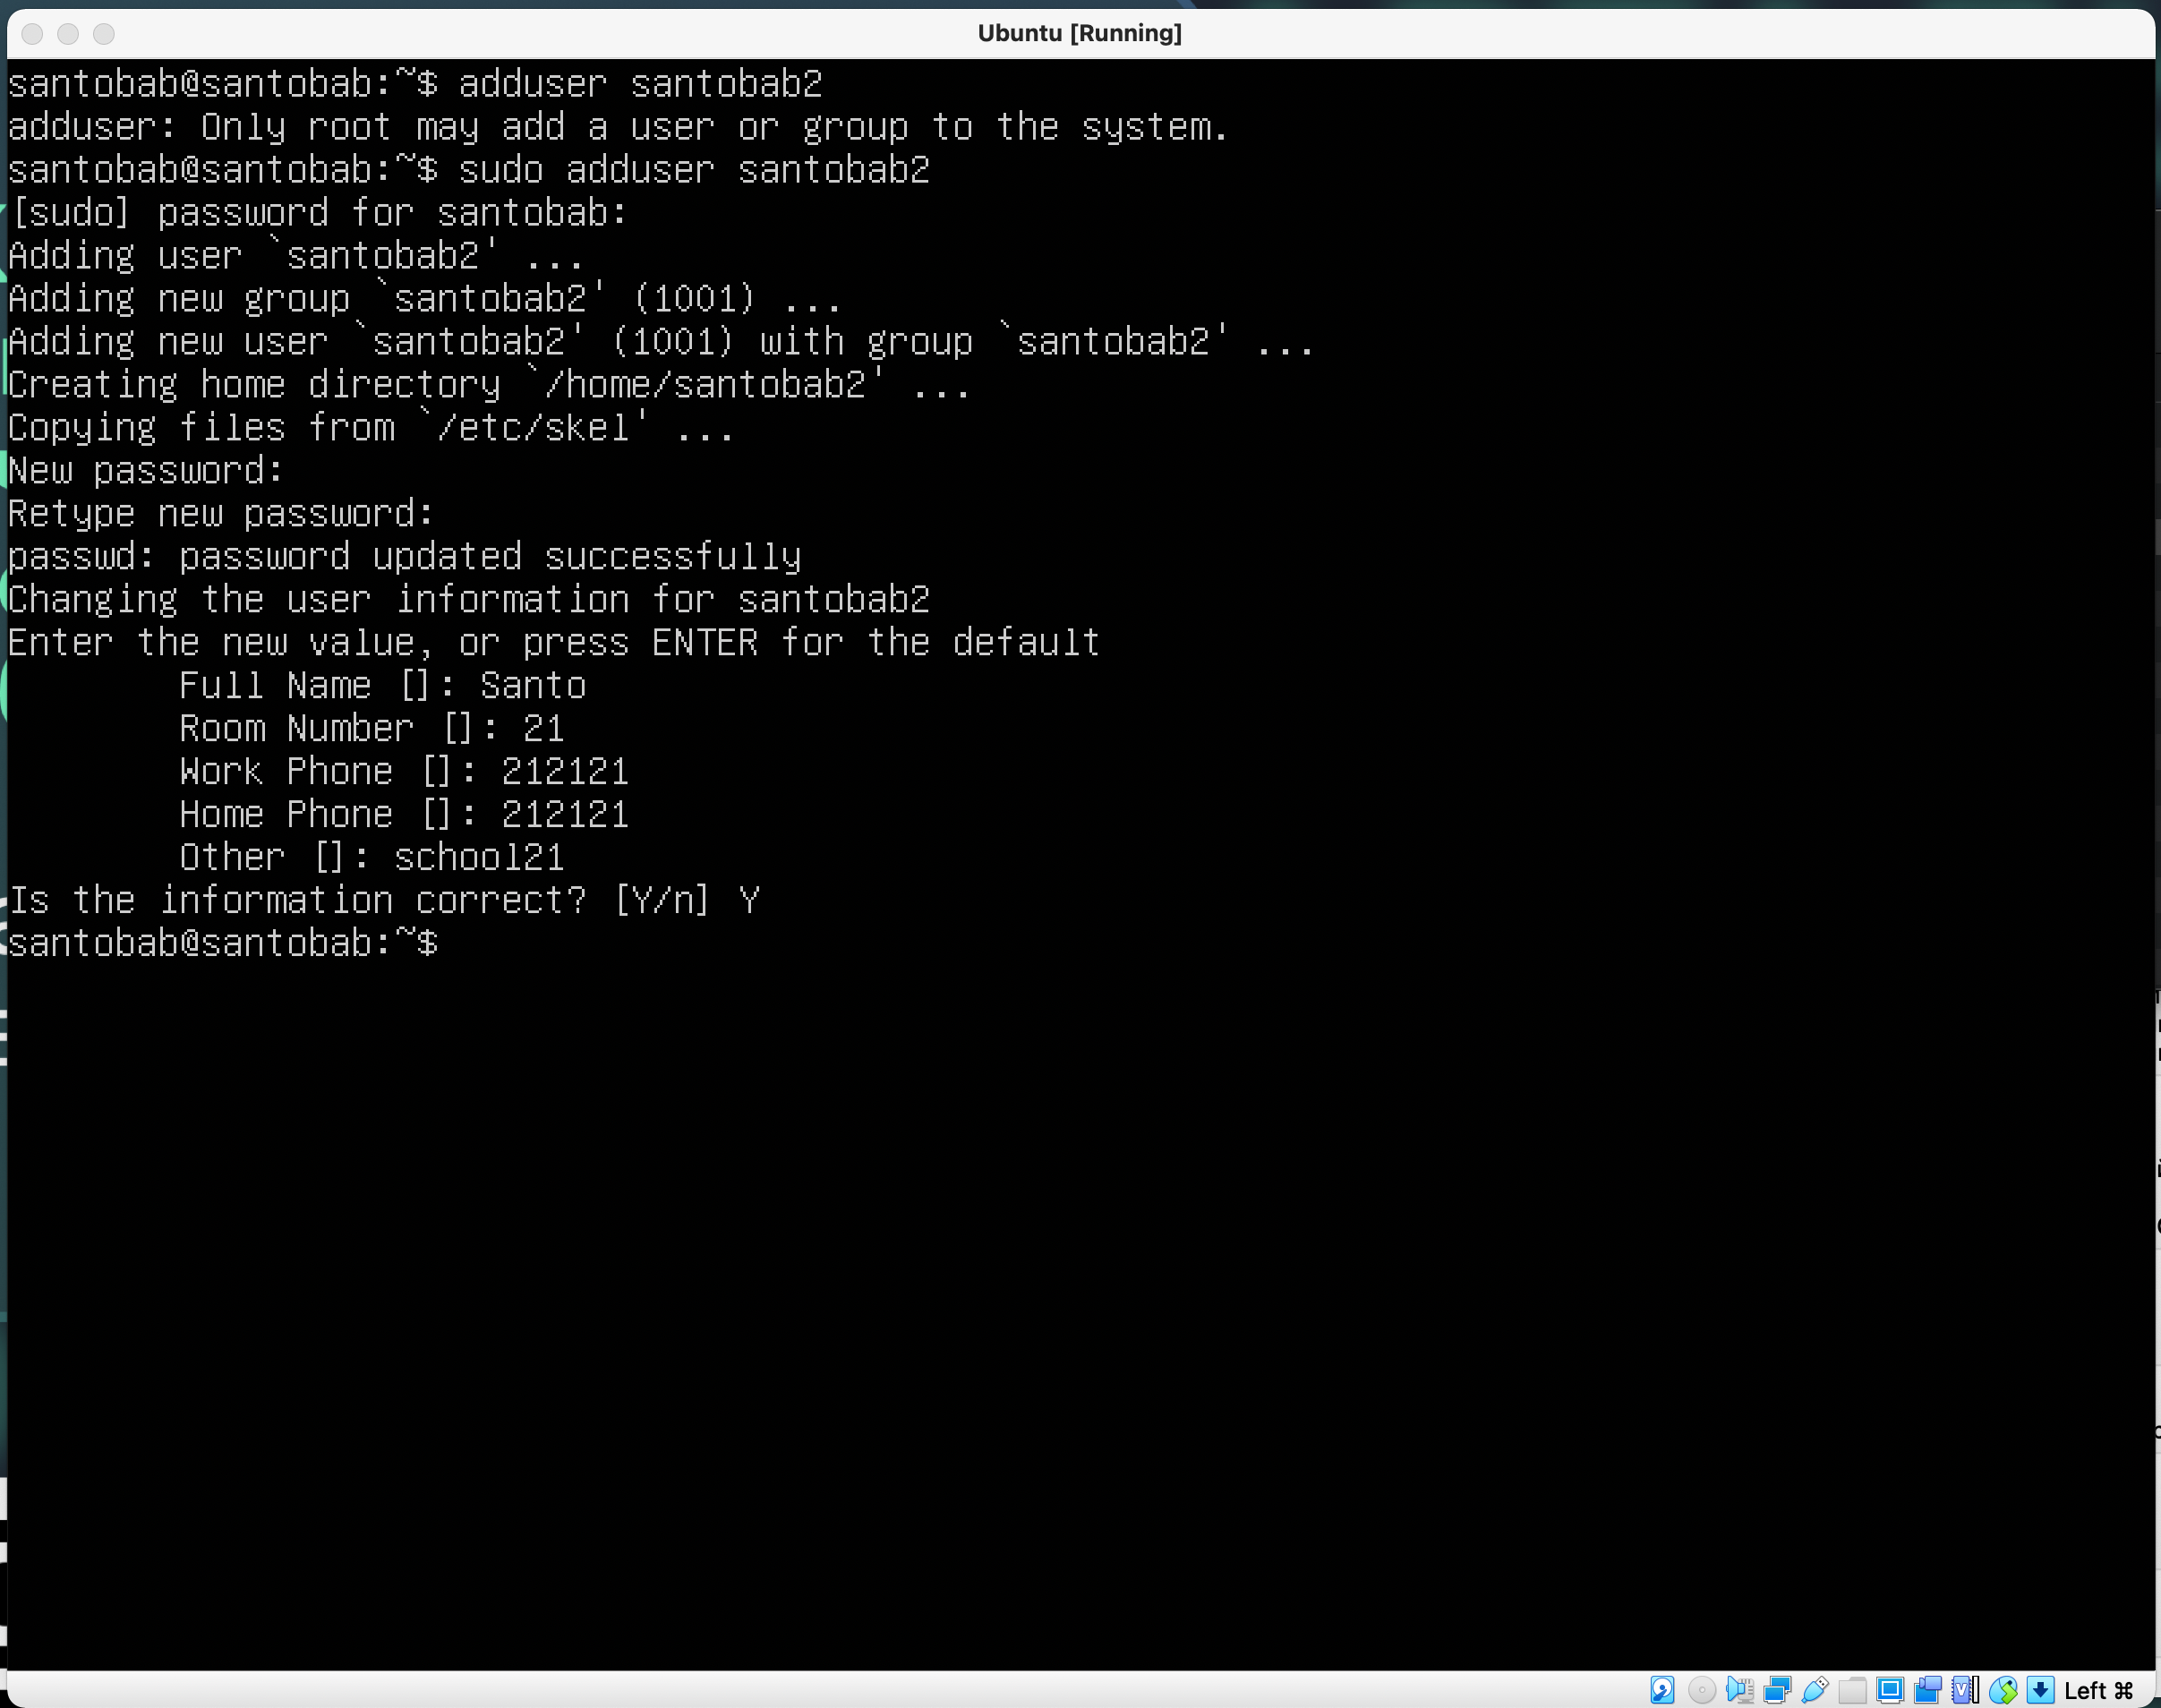 Ubuntu [Running]
santobab@santobab:~$ adduser santobab2
adduser: Only root may add a user or group to the system.
santobab@santobab:~$ sudo adduser santobab2
[sudo] password for santobab:
Adding user `santobab2' ...
Adding new group `santobab2' (1001) ...
Adding new user `santobab2' (1001) with group `santobab2' ...
Creating home directory `/home/santobab2' ...
Copying files from `/etc/skel' ...
New password:
Retype new password:
passwd: password updated successfully
Changing the user information for santobab2
Enter the new value, or press ENTER for the default
Full Name []: Santo
Room Number []: 21
Work Phone []: 212121
Home Phone []: 212121
Other []: school21
Is the information correct? [Y/n] Y
santobab@santobab:~$
Left ⌘